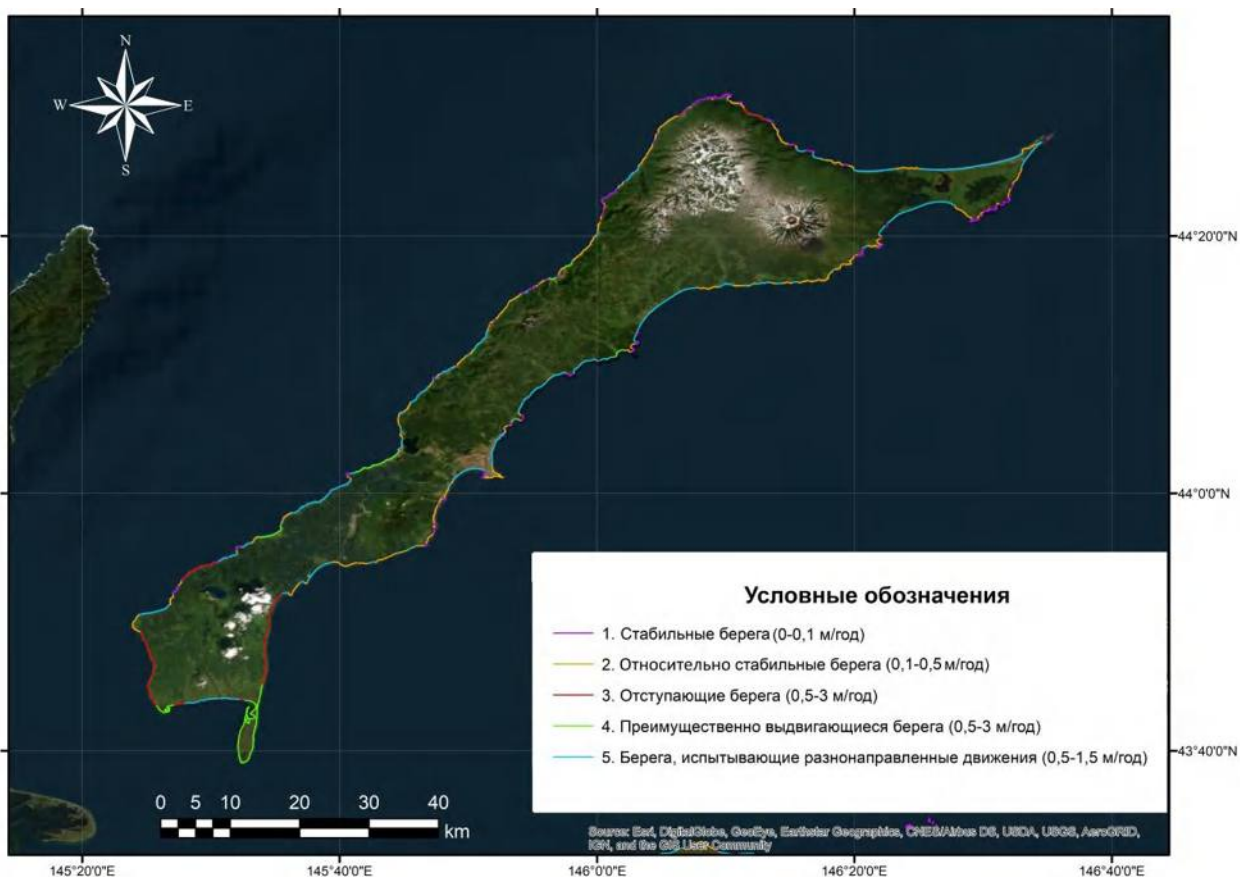 N
W E
S
44°20'0"N
44°0'0"N
Условные обозначения
1. Стабильные берега (0-0,1 м/год)
2. Относительно стабильные берега (0,1-0,5 м/год)
3. Отступающие берега (0,5-3 м/год)
4. Преимущественно выдвигающиеся берега (0,5-3 м/год)
5. Берега, испытывающие разнонаправленные движения (0,5-1,5 м/год)
43°40'0"N
0 5 10 20 30 40
km
Source: Esri, DigitalGlobe, GeoEye, Earthstar Geographics, CNES/Airbus DS, USDA, USGS, AeroGRID,
IGN, and the GIS User Community
145°20'0"E 145°40'0"E 146°0'0"E 146°20'0"E 146°40'0"E